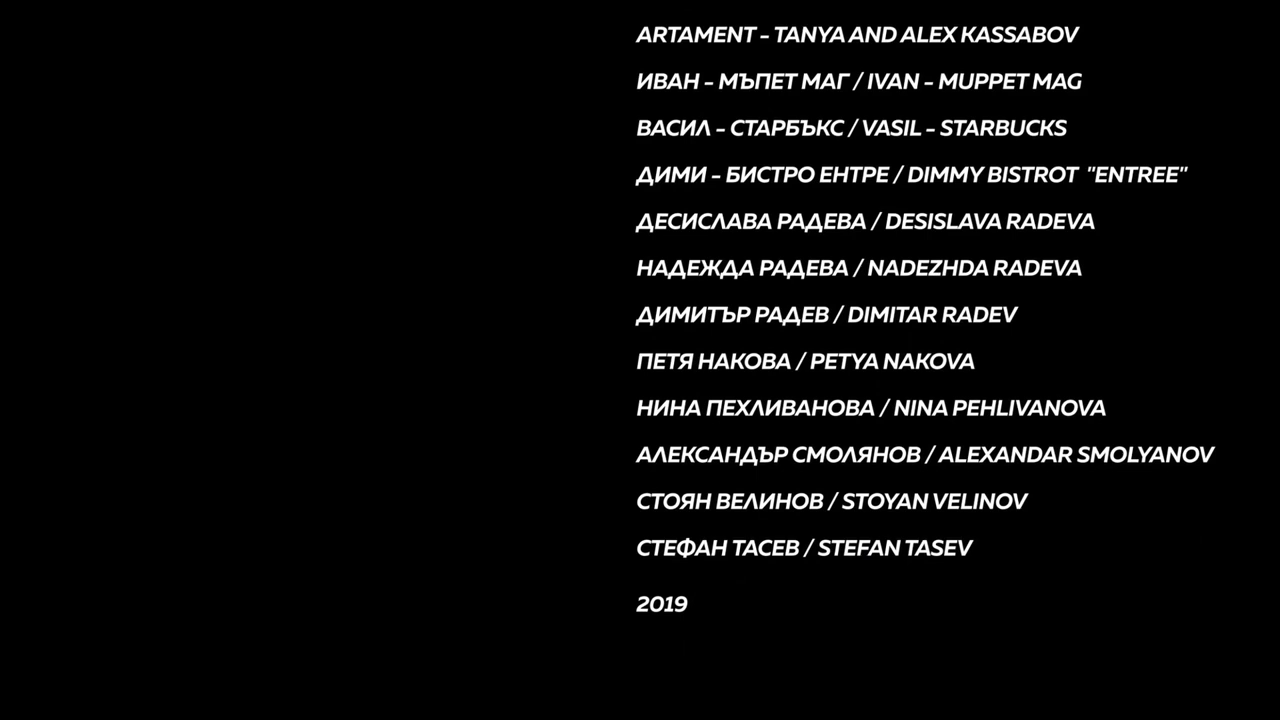 ARTAMENT - TANYA AND ALEX KASSABOV
ИВАН - МЪПЕТ МАГ / IVAN - MUPPET MAG
ВАСИЛ - СТАРБЪКС / VASIL - STARBUCKS
ДИМИ - БИСТРО ЕНТРЕ / DIMMY BISTROT "ENTREE"
ДЕСИСЛАВА РАДЕВА / DESISLAVA RADEVA
НАДЕЖДА РАДЕВА / NADEZHDA RADEVA
ДИМИТЪР РАДЕВ / DIMITAR RADEV
ПЕТЯ НАКОВА / PETYA NAKOVA
НИНА ПЕХЛИВАНОВА / NINA PEHLIVANOVA
АЛЕКСАНДЪР СМОЛЯНОВ / ALEXANDAR SMOLYANOV
СТОЯН ВЕЛИНОВ / STOYAN VELINOV
СТЕФАН ТАСЕВ / STEFAN TASEV
2019